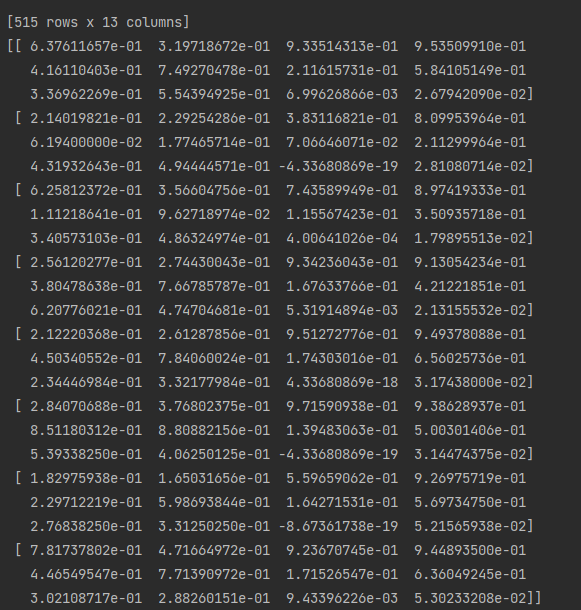 [515 rows x 13 columns]
[[ 6.37611657e-01  3.19718672e-01  9.33514313e-01  9.53509910e-01
   4.16110403e-01  7.49270478e-01  2.11615731e-01  5.84105149e-01
   3.36962269e-01  5.54394925e-01  6.99626866e-03  2.67942090e-02]
 [ 2.14019821e-01  2.29254286e-01  3.83116821e-01  8.09953964e-01
   6.19400000e-02  1.77465714e-01  7.06646071e-02  2.11299964e-01
   4.31932643e-01  4.94444571e-01 -4.33680869e-19  2.81080714e-02]
 [ 6.25812372e-01  3.56604756e-01  7.43589949e-01  8.97419333e-01
   1.11218641e-01  9.62718974e-02  1.15567423e-01  3.50935718e-01
   3.40573103e-01  4.86324974e-01  4.00641026e-04  1.79895513e-02]
 [ 2.56120277e-01  2.74430043e-01  9.34236043e-01  9.13054234e-01
   3.80478638e-01  7.66785787e-01  1.67633766e-01  4.21221851e-01
   6.20776021e-01  4.74704681e-01  5.31914894e-03  2.13155532e-02]
 [ 2.12220368e-01  2.61287856e-01  9.51272776e-01  9.49378088e-01
   4.50340552e-01  7.84060024e-01  1.74303016e-01  6.56025736e-01
   2.34446984e-01  3.32177984e-01  4.33680869e-18  3.17438000e-02]
 [ 2.84070688e-01  3.76802375e-01  9.71590938e-01  9.38628937e-01
   8.51180312e-01  8.80882156e-01  1.39483063e-01  5.00301406e-01
   5.39338250e-01  4.06250125e-01 -4.33680869e-19  3.14474375e-02]
 [ 1.82975938e-01  1.65031656e-01  5.59659062e-01  9.26975719e-01
   2.29712219e-01  5.98693844e-01  1.64271531e-01  5.69734750e-01
   2.76838250e-01  3.31250250e-01 -8.67361738e-19  5.21565938e-02]
 [ 7.81737802e-01  4.71664972e-01  9.23670745e-01  9.44893500e-01
   4.46549547e-01  7.71390972e-01  1.71526547e-01  6.36049245e-01
   3.02108717e-01  2.88260151e-01  9.43396226e-03  5.30233208e-02]]